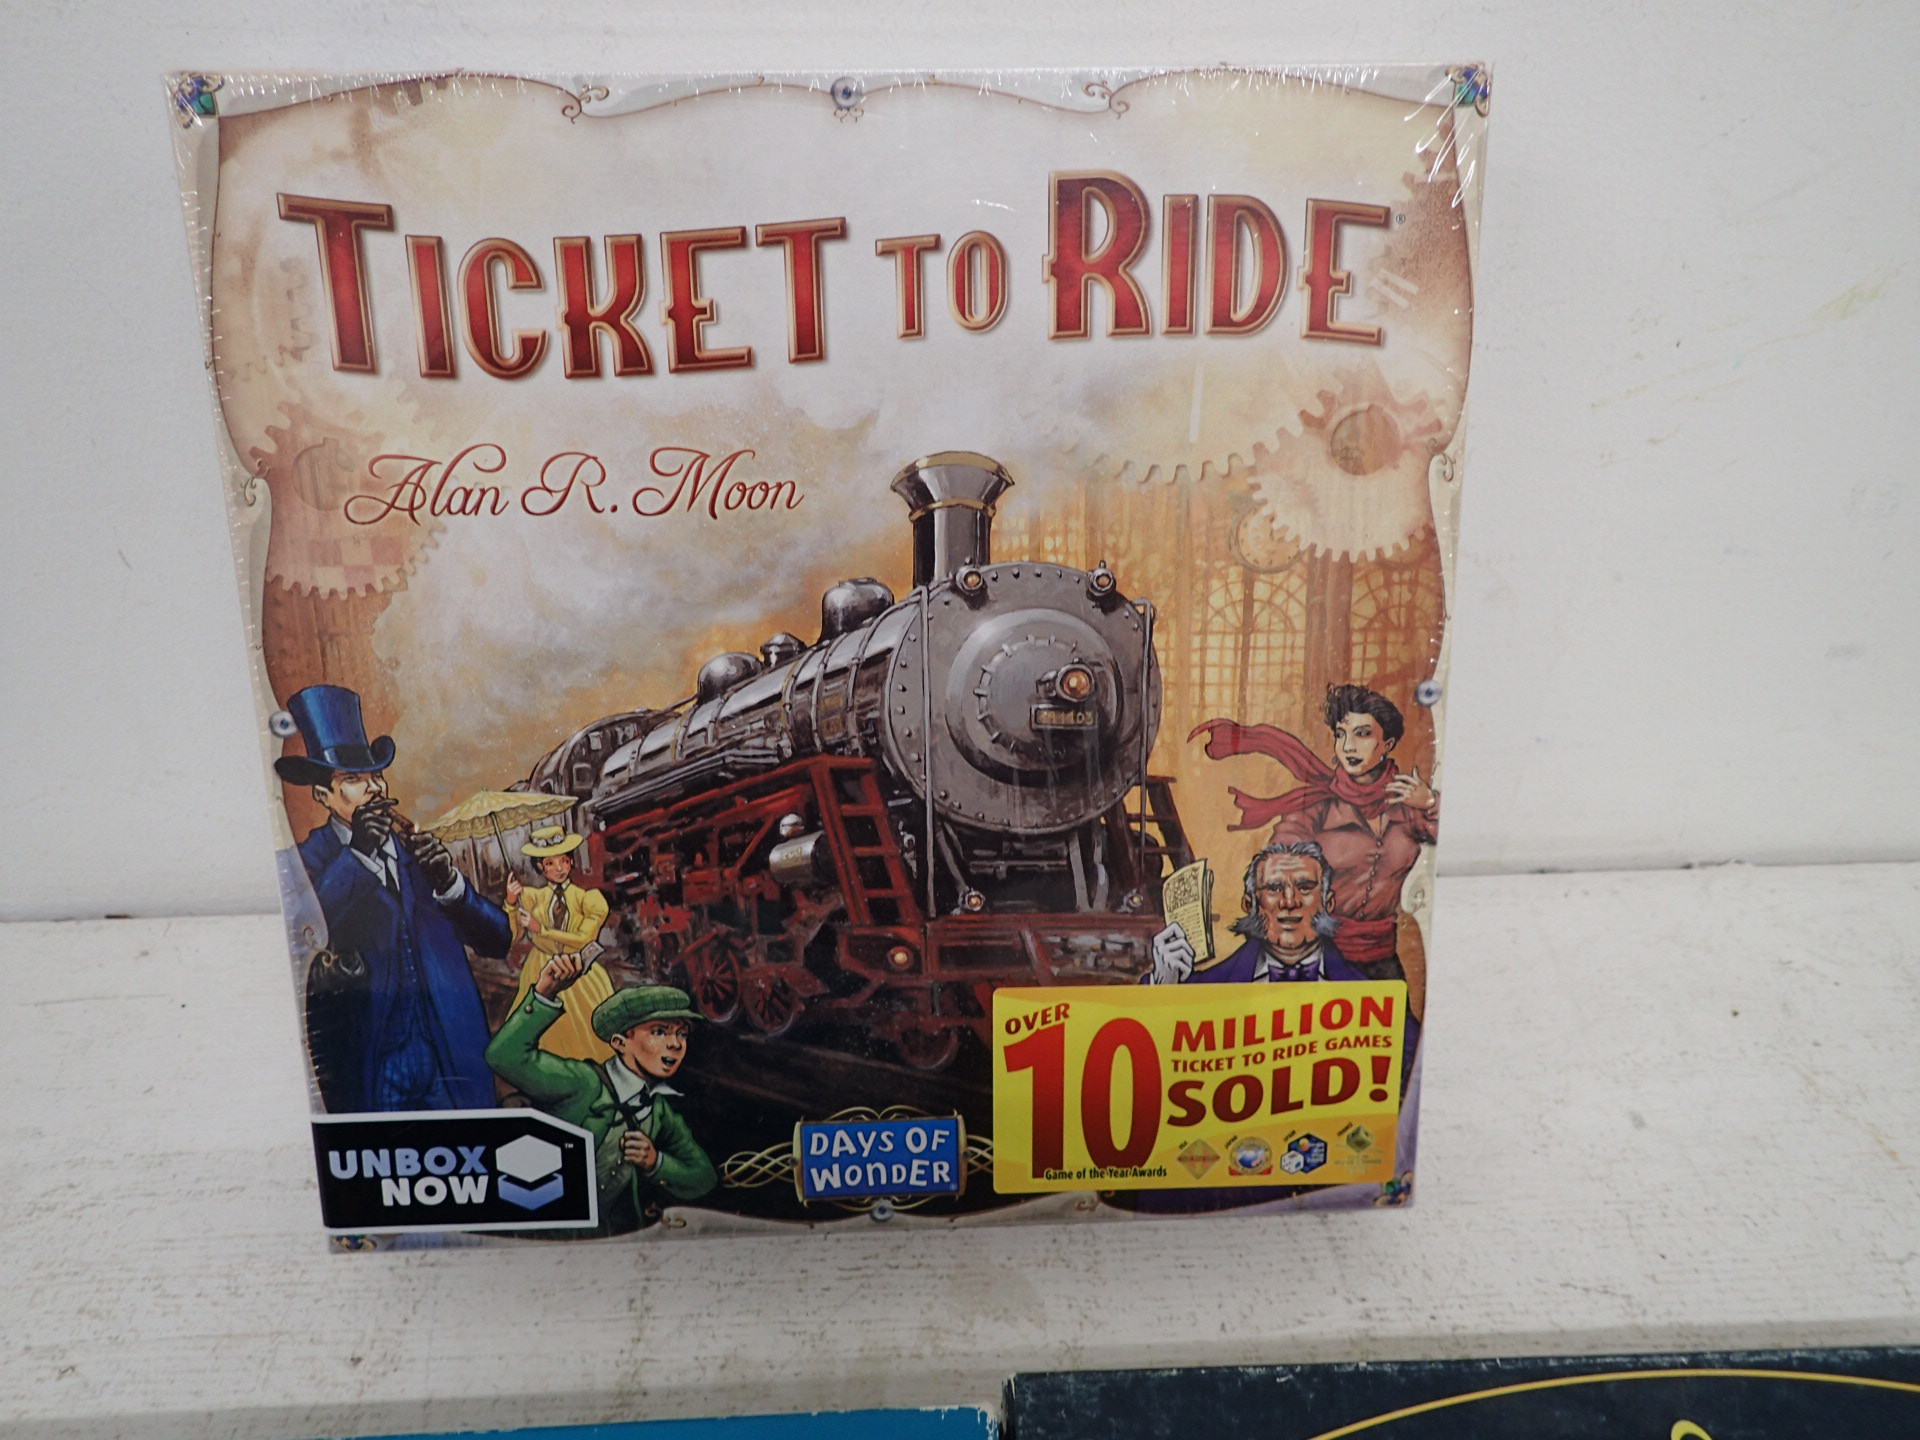 TICKET TO RIDE®
Alan R. Moon
OVER
10 MILLION
TICKET TO RIDE GAMES
SOLD!
Game of the Year Awards
UNBOX
NOW
™
DAYS OF
WONDER